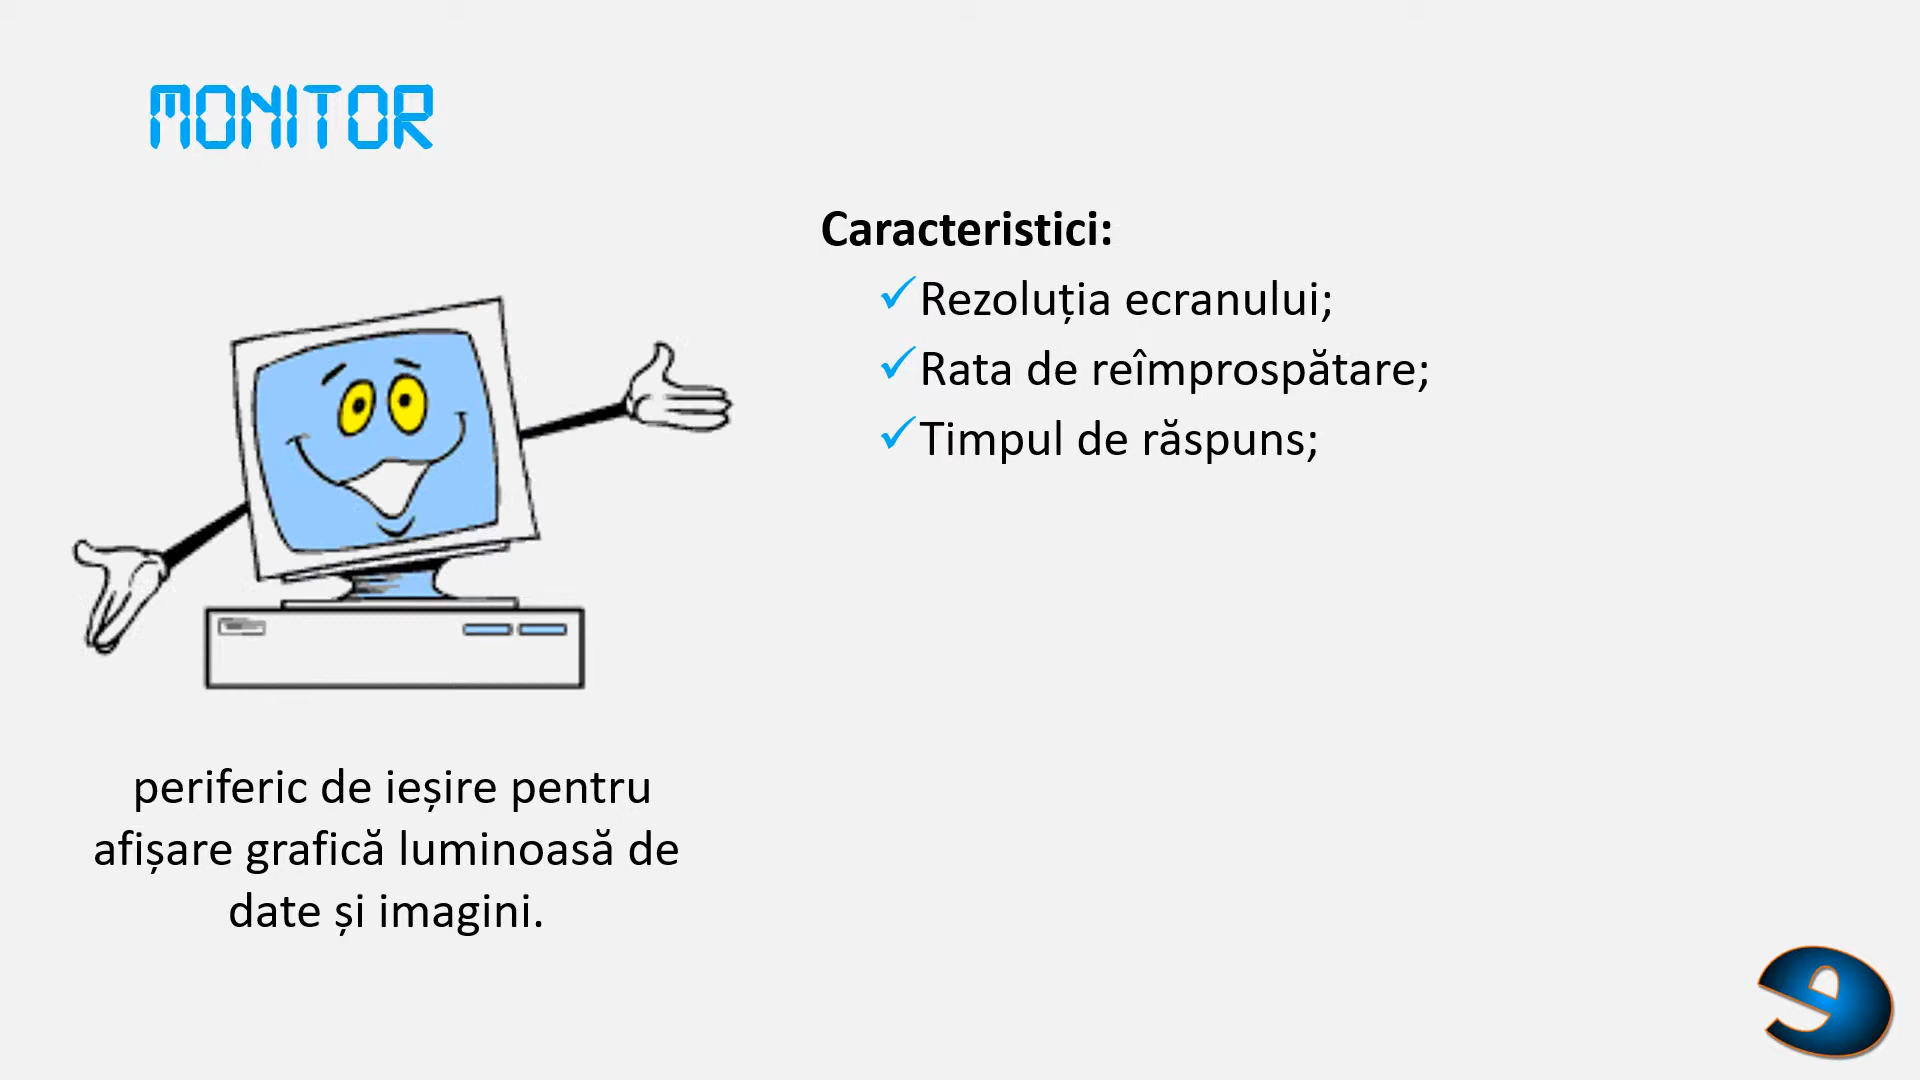 MONITOR
Caracteristici:
✓Rezoluția ecranului;
✓Rata de reîmprospătare;
✓Timpul de răspuns;
periferic de ieșire pentru
afișare grafică luminoasă de
date și imagini.